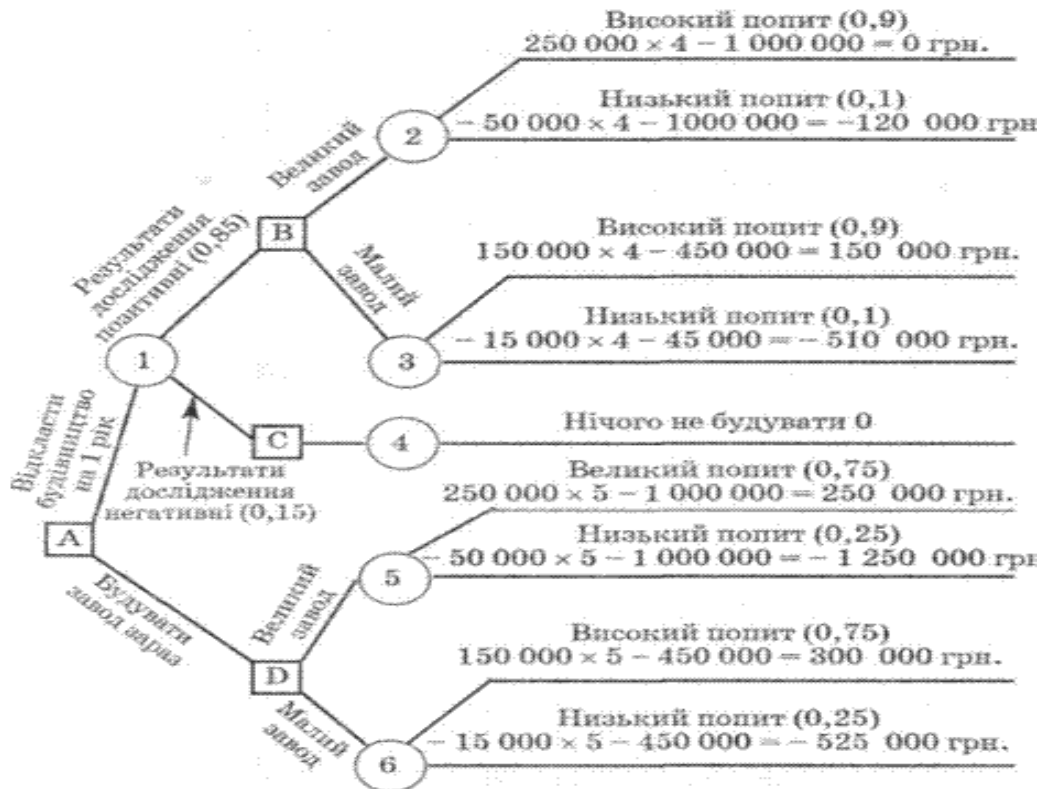 Високий попит (0,9)
250 000 × 4 – 1 000 000 = 0 грн.
Низький попит (0,1)
– 50 000 × 4 – 1000 000 = –120 000 грн
2
Великий
завод
B
Результати
дослідження
позитивні (0,85)
Малий
завод
Високий попит (0,9)
150 000 × 4 – 450 000 = 150 000 грн.
Низький попит (0,1)
– 15 000 × 4 – 45 000 = – 510 000 грн.
3
1
Відкласти
будівництво
на 1 рік
C
4
Нічого не будувати 0
Результати
дослідження
негативні (0,15)
Великий попит (0,75)
250 000 × 5 – 1 000 000 = 250 000 грн.
Низький попит (0,25)
– 50 000 × 5 – 1 000 000 = – 1 250 000 грн
A
5
Великий
завод
Будувати
завод зараз
D
Високий попит (0,75)
150 000 × 5 – 450 000 = 300 000 грн.
Малий
завод
Низький попит (0,25)
– 15 000 × 5 – 450 000 = – 525 000 грн.
6